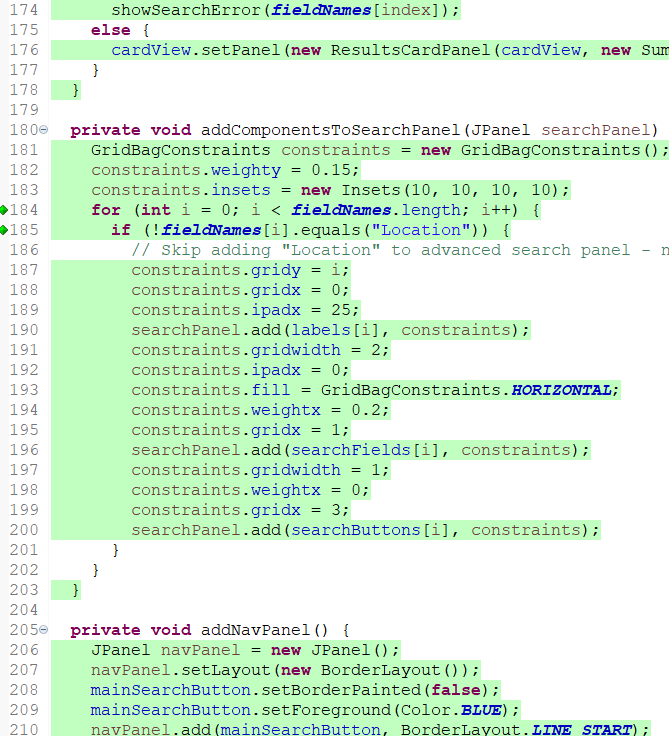 174 showSearchError(fieldNames[index]);
175 else {
176 cardView.setPanel(new ResultsCardPanel(cardView, new Sum
177 }
178 }
179
180 private void addComponentsToSearchPanel(JPanel searchPanel)
181 GridBagConstraints constraints = new GridBagConstraints();
182 constraints.weighty = 0.15;
183 constraints.insets = new Insets(10, 10, 10, 10);
184 for (int i = 0; i < fieldNames.length; i++) {
185 if (!fieldNames[i].equals("Location")) {
186 // Skip adding "Location" to advanced search panel - n
187 constraints.gridy = i;
188 constraints.gridx = 0;
189 constraints.ipadx = 25;
190 searchPanel.add(labels[i], constraints);
191 constraints.gridwidth = 2;
192 constraints.ipadx = 0;
193 constraints.fill = GridBagConstraints.HORIZONTAL;
194 constraints.weightx = 0.2;
195 constraints.gridx = 1;
196 searchPanel.add(searchFields[i], constraints);
197 constraints.gridwidth = 1;
198 constraints.weightx = 0;
199 constraints.gridx = 3;
200 searchPanel.add(searchButtons[i], constraints);
201 }
202 }
203 }
204
205 private void addNavPanel() {
206 JPanel navPanel = new JPanel();
207 navPanel.setLayout(new BorderLayout());
208 mainSearchButton.setBorderPainted(false);
209 mainSearchButton.setForeground(Color.BLUE);
210 navPanel.add(mainSearchButton, BorderLayout.LINE_START);